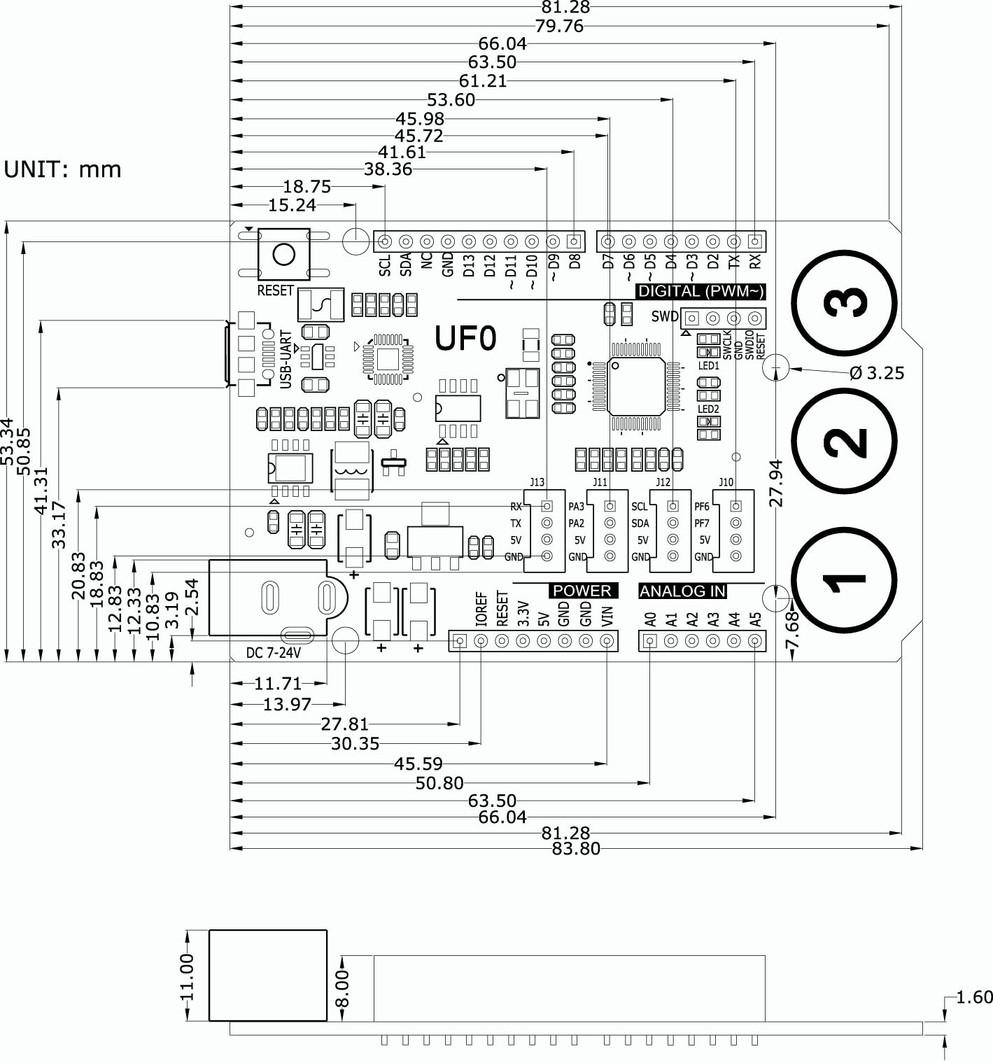 81.28
79.76
66.04
63.50
61.21
53.60
45.98
45.72
41.61
38.36
18.75
15.24
UNIT: mm
RESET
SCL
SDA
NC
GND
D13
D12
~D11
~D10
~D9
D8
D7
~D6
~D5
D4
~D3
D2
TX
RX
DIGITAL (PWM~)
SWD
SWCLK
GND
SWDIO
RESET
LED1
LED2
UF0
USB-UART
3
2
1
Ø 3.25
27.94
7.68
53.34
50.85
41.31
33.17
20.83
18.83
12.83
12.33
10.83
3.19
2.54
J13
RX
TX
5V
GND
J11
PA3
PA2
5V
GND
J12
SCL
SDA
5V
GND
J10
PF6
PF7
5V
GND
+
+
+
POWER
ANALOG IN
IOREF
RESET
3.3V
5V
GND
GND
VIN
A0
A1
A2
A3
A4
A5
DC 7-24V
11.71
13.97
27.81
30.35
45.59
50.80
63.50
66.04
81.28
83.80
11.00
8.00
1.60